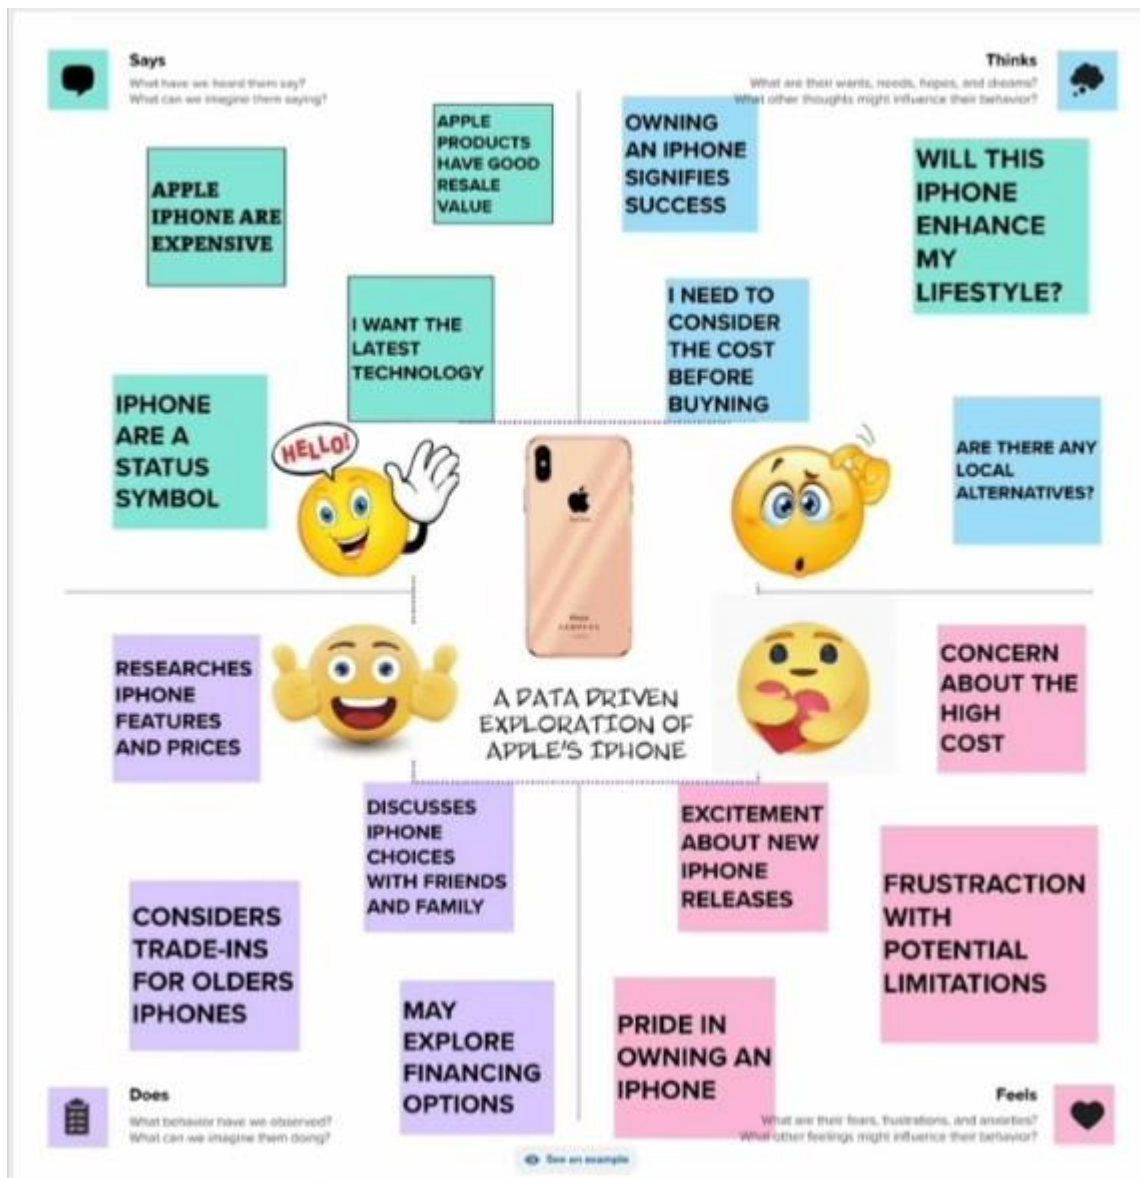 Says
What have we heard them say?
What can we imagine them saying?
APPLE
IPHONE ARE
EXPENSIVE
APPLE
PRODUCTS
HAVE GOOD
RESALE
VALUE
I WANT THE
LATEST
TECHNOLOGY
IPHONE
ARE A
STATUS
SYMBOL
HELLO!
Thinks
What are their wants, needs, hopes, and dreams?
What other thoughts might influence their behavior?
OWNING
AN IPHONE
SIGNIFIES
SUCCESS
WILL THIS
IPHONE
ENHANCE
MY
LIFESTYLE?
I NEED TO
CONSIDER
THE COST
BEFORE
BUYNING
ARE THERE ANY
LOCAL
ALTERNATIVES?
A DATA DRIVEN
EXPLORATION OF
APPLE'S IPHONE
RESEARCHES
IPHONE
FEATURES
AND PRICES
DISCUSSES
IPHONE
CHOICES
WITH FRIENDS
AND FAMILY
CONSIDERS
TRADE-INS
FOR OLDERS
IPHONES
MAY
EXPLORE
FINANCING
OPTIONS
Does
What behavior have we observed?
What can we imagine them doing?
CONCERN
ABOUT THE
HIGH
COST
EXCITEMENT
ABOUT NEW
IPHONE
RELEASES
FRUSTRACTION
WITH
POTENTIAL
LIMITATIONS
PRIDE IN
OWNING AN
IPHONE
Feels
What are their fears, frustrations, and anxieties?
What other feelings might influence their behavior?
See an example